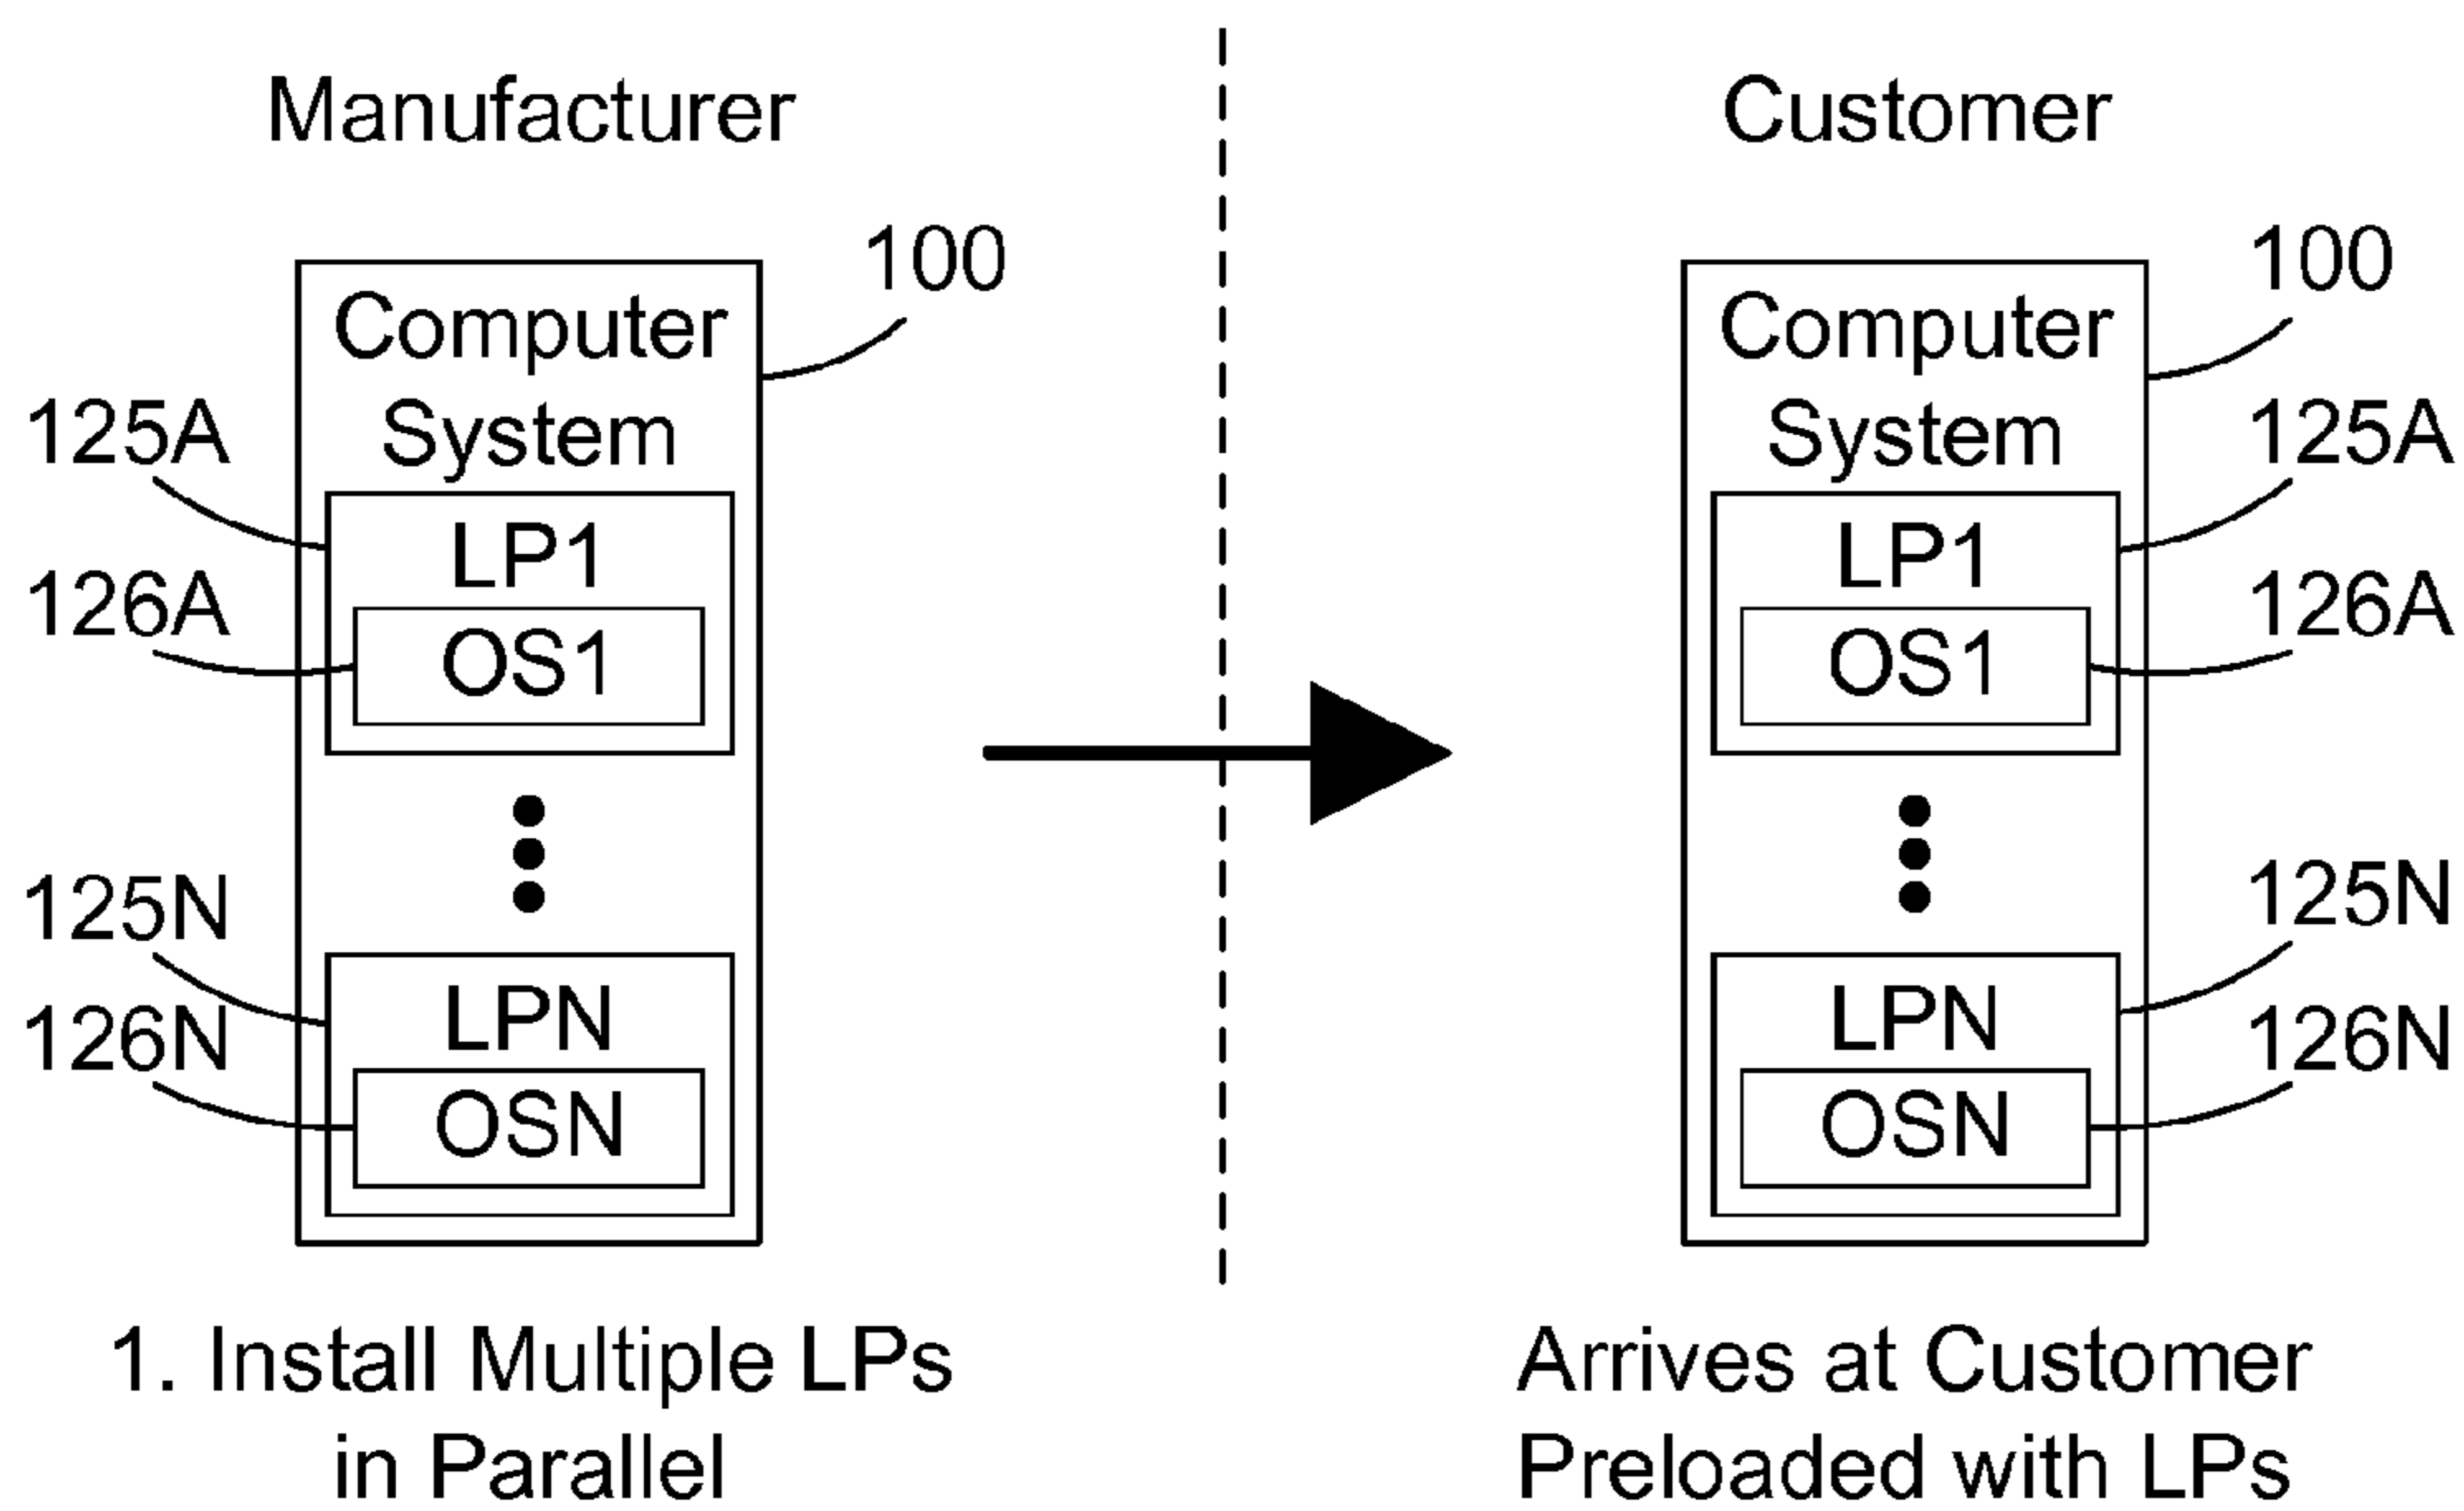 Manufacturer
Customer
100
Computer
System
125A
LP1
126A
OS1
125N
LPN
126N
OSN
1. Install Multiple LPs
in Parallel
100
Computer
System
125A
LP1
126A
OS1
125N
LPN
126N
OSN
Arrives at Customer
Preloaded with LPs